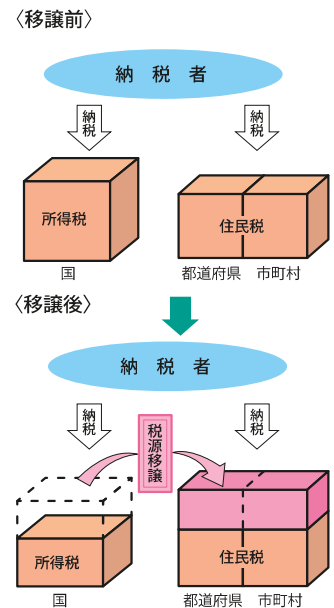 〈移譲前〉
納税者
納税
納税
所得税
住民税
国
都道府県
市町村
〈移譲後〉
納税者
納税
納税
税源移譲
所得税
住民税
国
都道府県
市町村